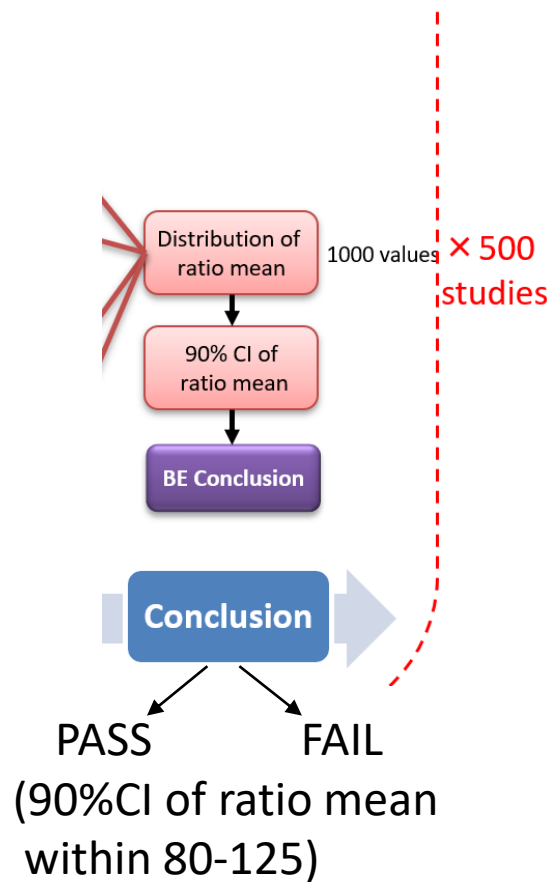 Distribution of
ratio mean
1000 values
× 500
studies
90% CI of
ratio mean
BE Conclusion
Conclusion
PASS
FAIL
(90%CI of ratio mean
within 80-125)